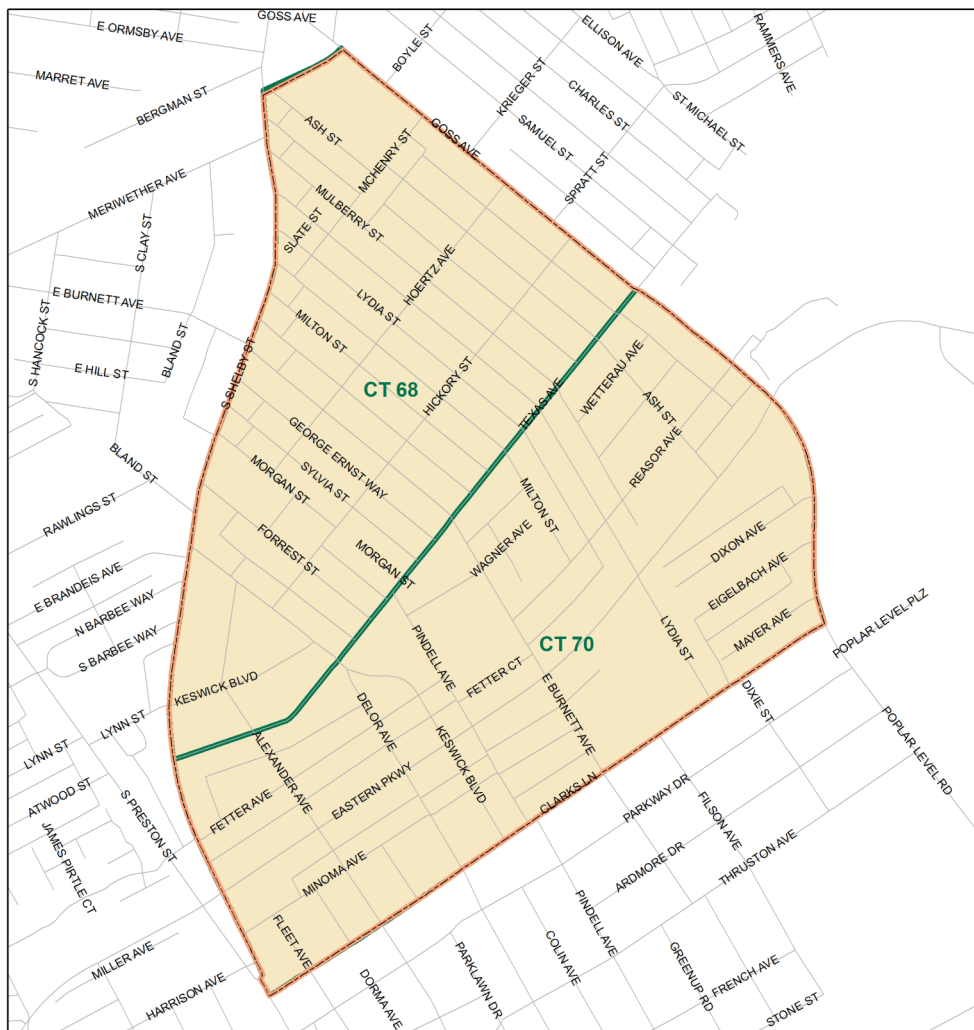 GOSS AVE
E ORMSBY AVE
BOYLE ST
ELLISON AVE
RAMMERS AVE
MARRET AVE
BERGMAN ST
KRIEGER ST
CHARLES ST
ST MICHAEL ST
ASH ST
GOSS AVE
SAMUEL ST
MCHENRY ST
SPRATT ST
MERIWETHER AVE
MULBERRY ST
SLATE ST
S CLAY ST
HOERTZ AVE
E BURNETT AVE
LYDIA ST
S HANCOCK ST
BLAND ST
MILTON ST
E HILL ST
S SHELBY ST
CT 68
HICKORY ST
TEXAS AVE
WETTERAU AVE
ASH ST
GEORGE ERNST WAY
REASOR AVE
BLAND ST
MORGAN ST
SYLVIA ST
RAWLINGS ST
MILTON ST
FORREST ST
MORGAN ST
WAGNER AVE
DIXON AVE
E BRANDEIS AVE
EIGELBACH AVE
N BARBEE WAY
S BARBEE WAY
LYDIA ST
MAYER AVE
POPLAR LEVEL PLZ
CT 70
PINDELL AVE
FETTER CT
KESWICK BLVD
LYNN ST
LYNN ST
DELOR AVE
E BURNETT AVE
DIXIE ST
POPLAR LEVEL RD
ALEXANDER AVE
KESWICK BLVD
ATWOOD ST
S PRESTON ST
FETTER AVE
EASTERN PKWY
CLARKS LN
PARKWAY DR
FILSON AVE
JAMES PIRTLE CT
MINOMA AVE
ARDMORE DR
THRUSTON AVE
FLEET AVE
PINDELL AVE
MILLER AVE
HARRISON AVE
DORMA AVE
PARKLAWN DR
COLIN AVE
GREENUP RD
FRENCH AVE
STONE ST